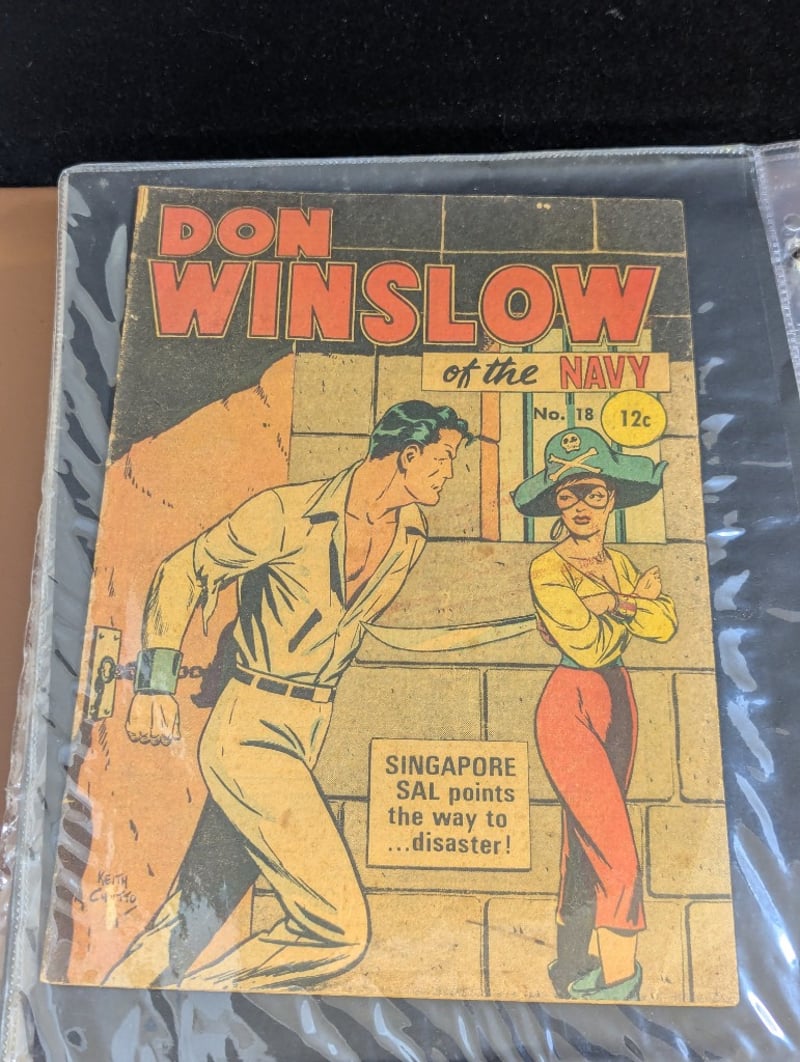 DON
WINSLOW
of the NAVY
No. 18 12c
SINGAPORE
SAL points
the way to
...disaster!
KEITH
CHATTO